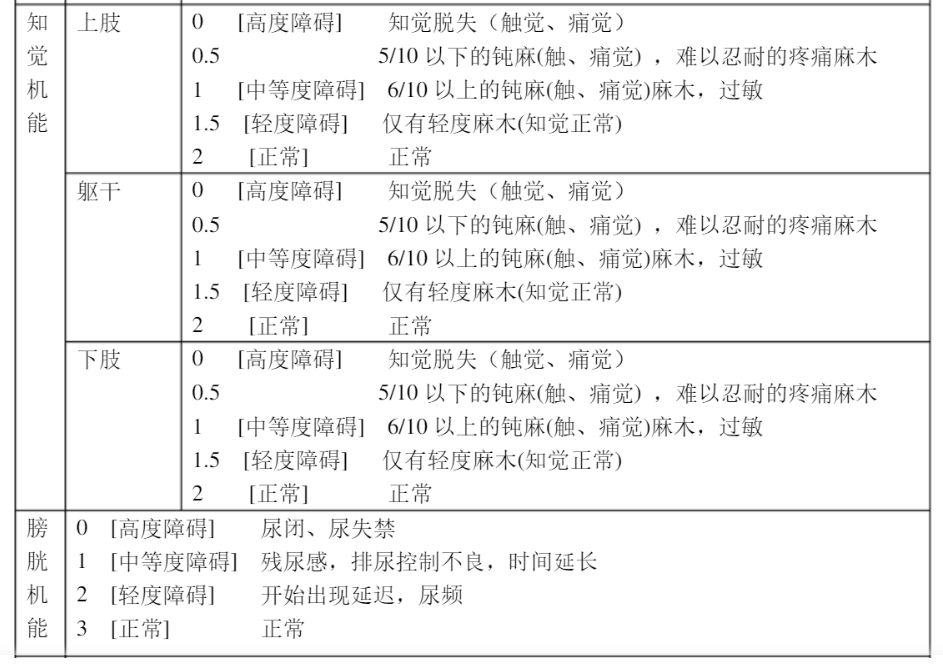 知觉机能
上肢
0 [高度障碍] 知觉脱失（触觉、痛觉）
0.5 5/10 以下的钝麻(触、痛觉) ，难以忍耐的疼痛麻木
1 [中等度障碍] 6/10 以上的钝麻(触、痛觉)麻木，过敏
1.5 [轻度障碍] 仅有轻度麻木(知觉正常)
2 [正常] 正常
躯干
0 [高度障碍] 知觉脱失（触觉、痛觉）
0.5 5/10 以下的钝麻(触、痛觉) ，难以忍耐的疼痛麻木
1 [中等度障碍] 6/10 以上的钝麻(触、痛觉)麻木，过敏
1.5 [轻度障碍] 仅有轻度麻木(知觉正常)
2 [正常] 正常
下肢
0 [高度障碍] 知觉脱失（触觉、痛觉）
0.5 5/10 以下的钝麻(触、痛觉) ，难以忍耐的疼痛麻木
1 [中等度障碍] 6/10 以上的钝麻(触、痛觉)麻木，过敏
1.5 [轻度障碍] 仅有轻度麻木(知觉正常)
2 [正常] 正常
膀胱机能
0 [高度障碍] 尿闭、尿失禁
1 [中等度障碍] 残尿感，排尿控制不良，时间延长
2 [轻度障碍] 开始出现延迟，尿频
3 [正常] 正常